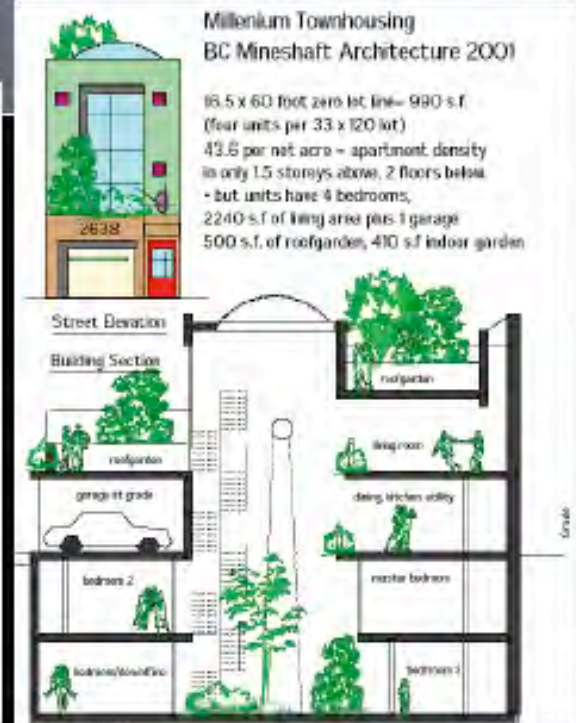 Millenium Townhousing
BC Mineshaft Architecture 2001
16.5 x 60 foot zero lot line- 990 s.f.
(four units per 33 x 120 lot)
43.6 per net acre - apartment density
in only 1.5 storeys above, 2 floors below
- but units have 4 bedrooms,
2240 s.f of living area plus 1 garage
500 s.f. of roofgarden, 410 s.f indoor garden
2638
Street Elevation
Building Section
roofgarden
roofgarden
living room
garage at grade
dining, kitchen utility
Grade
bedroom 2
master bedroom
bedroom 3